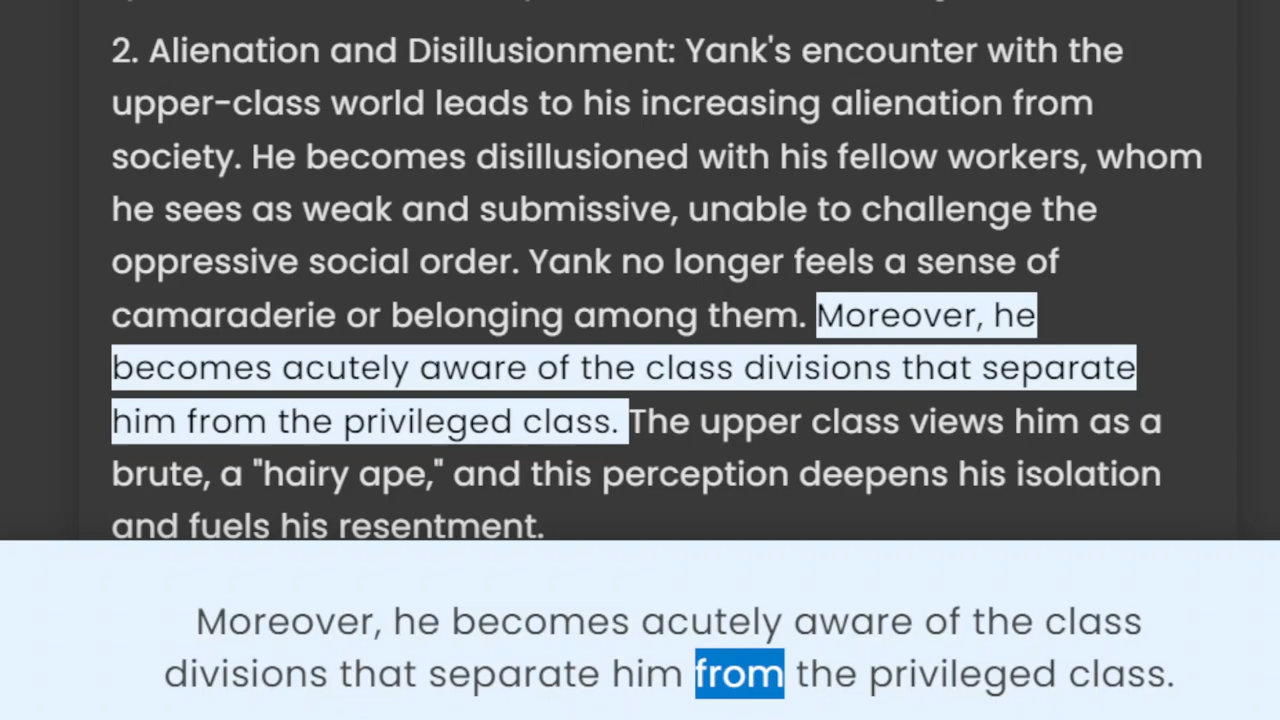 2. Alienation and Disillusionment: Yank's encounter with the
upper-class world leads to his increasing alienation from
society. He becomes disillusioned with his fellow workers, whom
he sees as weak and submissive, unable to challenge the
oppressive social order. Yank no longer feels a sense of
camaraderie or belonging among them. Moreover, he
becomes acutely aware of the class divisions that separate
him from the privileged class. The upper class views him as a
brute, a "hairy ape," and this perception deepens his isolation
and fuels his resentment.
Moreover, he becomes acutely aware of the class
divisions that separate him from the privileged class.